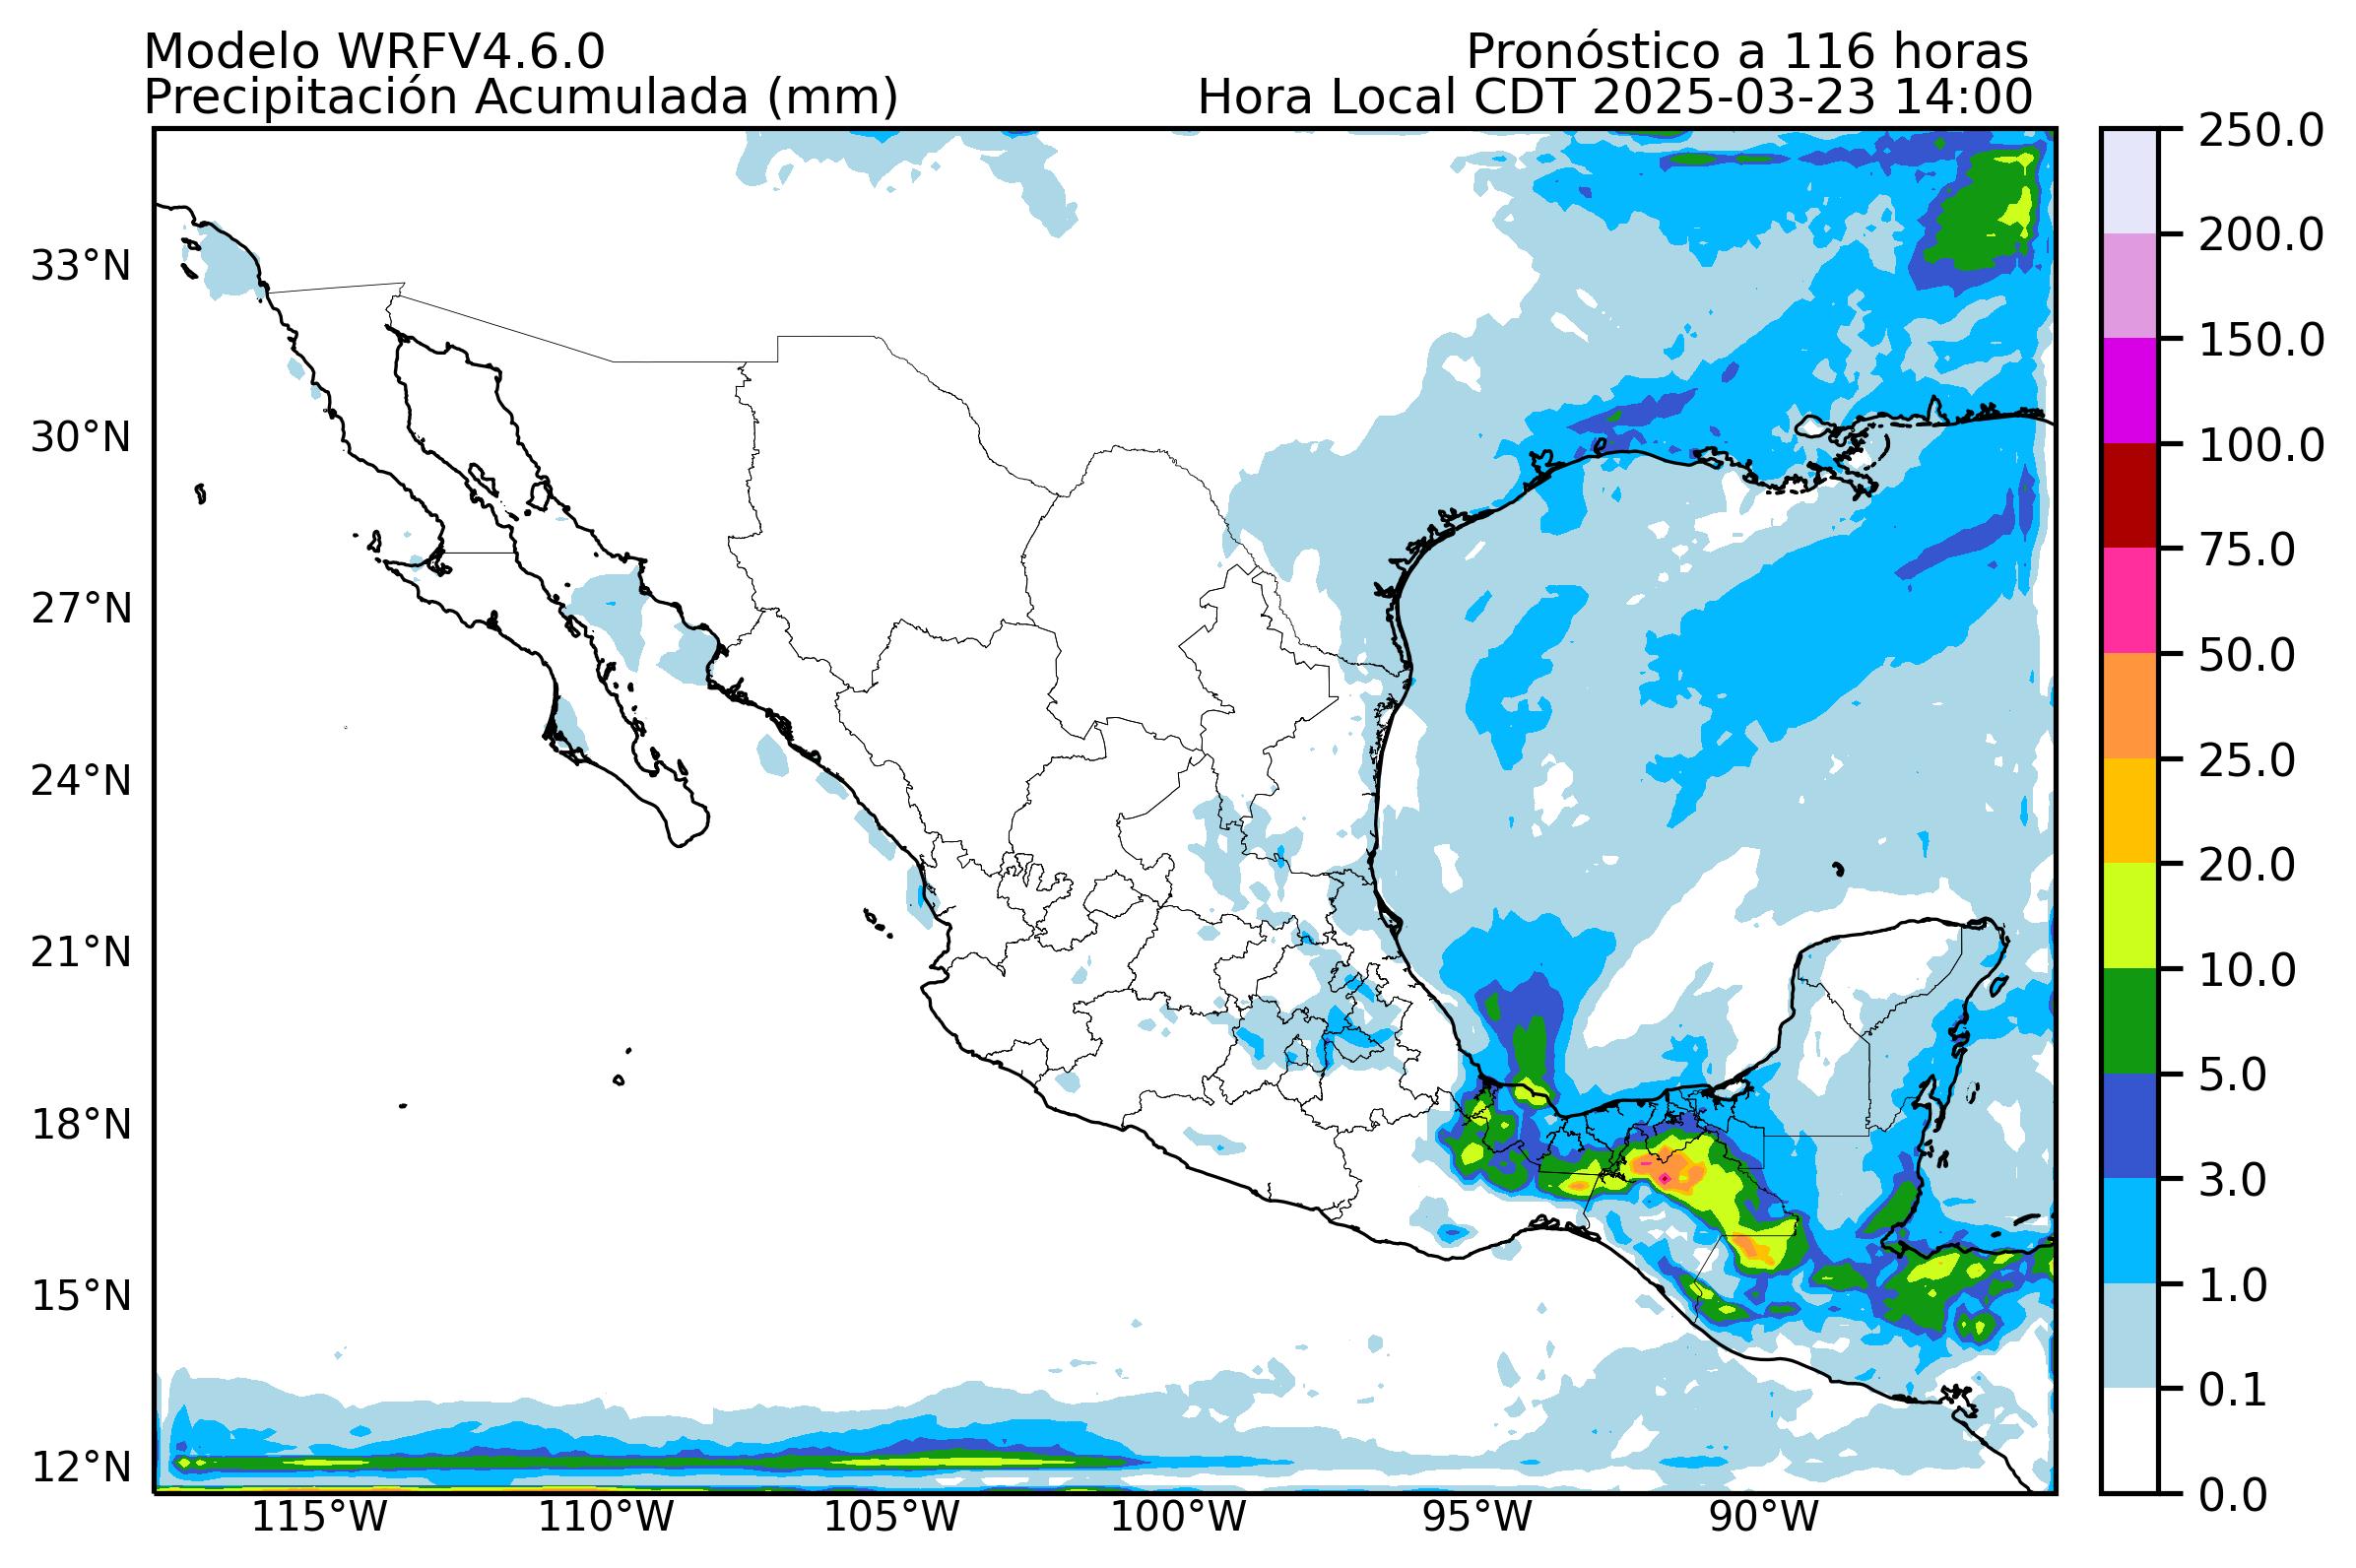 Modelo WRFV4.6.0
Pronóstico a 116 horas
Precipitación Acumulada (mm)
Hora Local CDT 2025-03-23 14:00
33°N
30°N
27°N
24°N
21°N
18°N
15°N
12°N
115°W
110°W
105°W
100°W
95°W
90°W
250.0
200.0
150.0
100.0
75.0
50.0
25.0
20.0
10.0
5.0
3.0
1.0
0.1
0.0